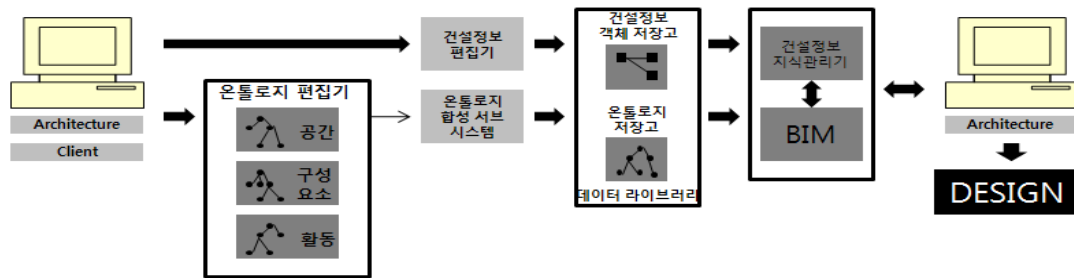 Architecture
Client
온톨로지 편집기
공간
구성
요소
활동
건설정보
편집기
온톨로지
합성 서브
시스템
건설정보
객체 저장고
온톨로지
저장고
데이터 라이브러리
건설정보
지식관리기
BIM
Architecture
DESIGN